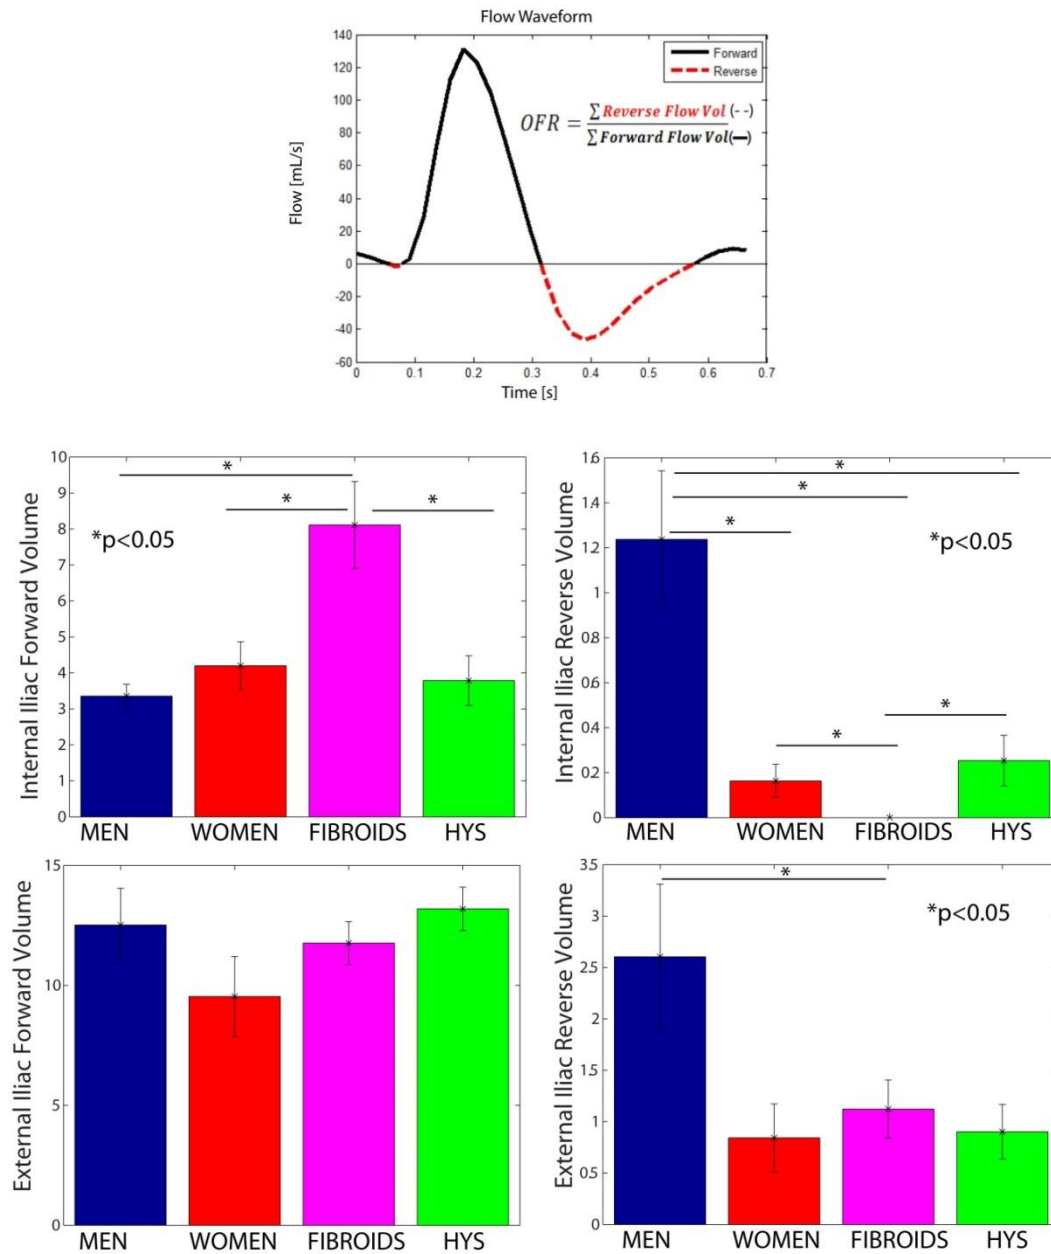 Flow Waveform
140
120
100
80
60
40
20
0
-20
-40
-60
Flow [mL/s]
0 0.1 0.2 0.3 0.4 0.5 0.6 0.7
Time [s]
Forward
Reverse
OFR = ∑ Reverse Flow Vol (- -)
∑ Forward Flow Vol(—)
10
9
8
7
6
5
4
3
2
1
0
Internal Iliac Forward Volume
*
* *
*p<0.05
MEN WOMEN FIBROIDS HYS
1.6
1.4
1.2
1
0.8
0.6
0.4
0.2
0
Internal Iliac Reverse Volume
*
*
*
*p<0.05
*
*
MEN WOMEN FIBROIDS HYS
15
10
5
0
External Iliac Forward Volume
MEN WOMEN FIBROIDS HYS
3.5
3
2.5
2
1.5
1
0.5
0
External Iliac Reverse Volume
*
*p<0.05
MEN WOMEN FIBROIDS HYS